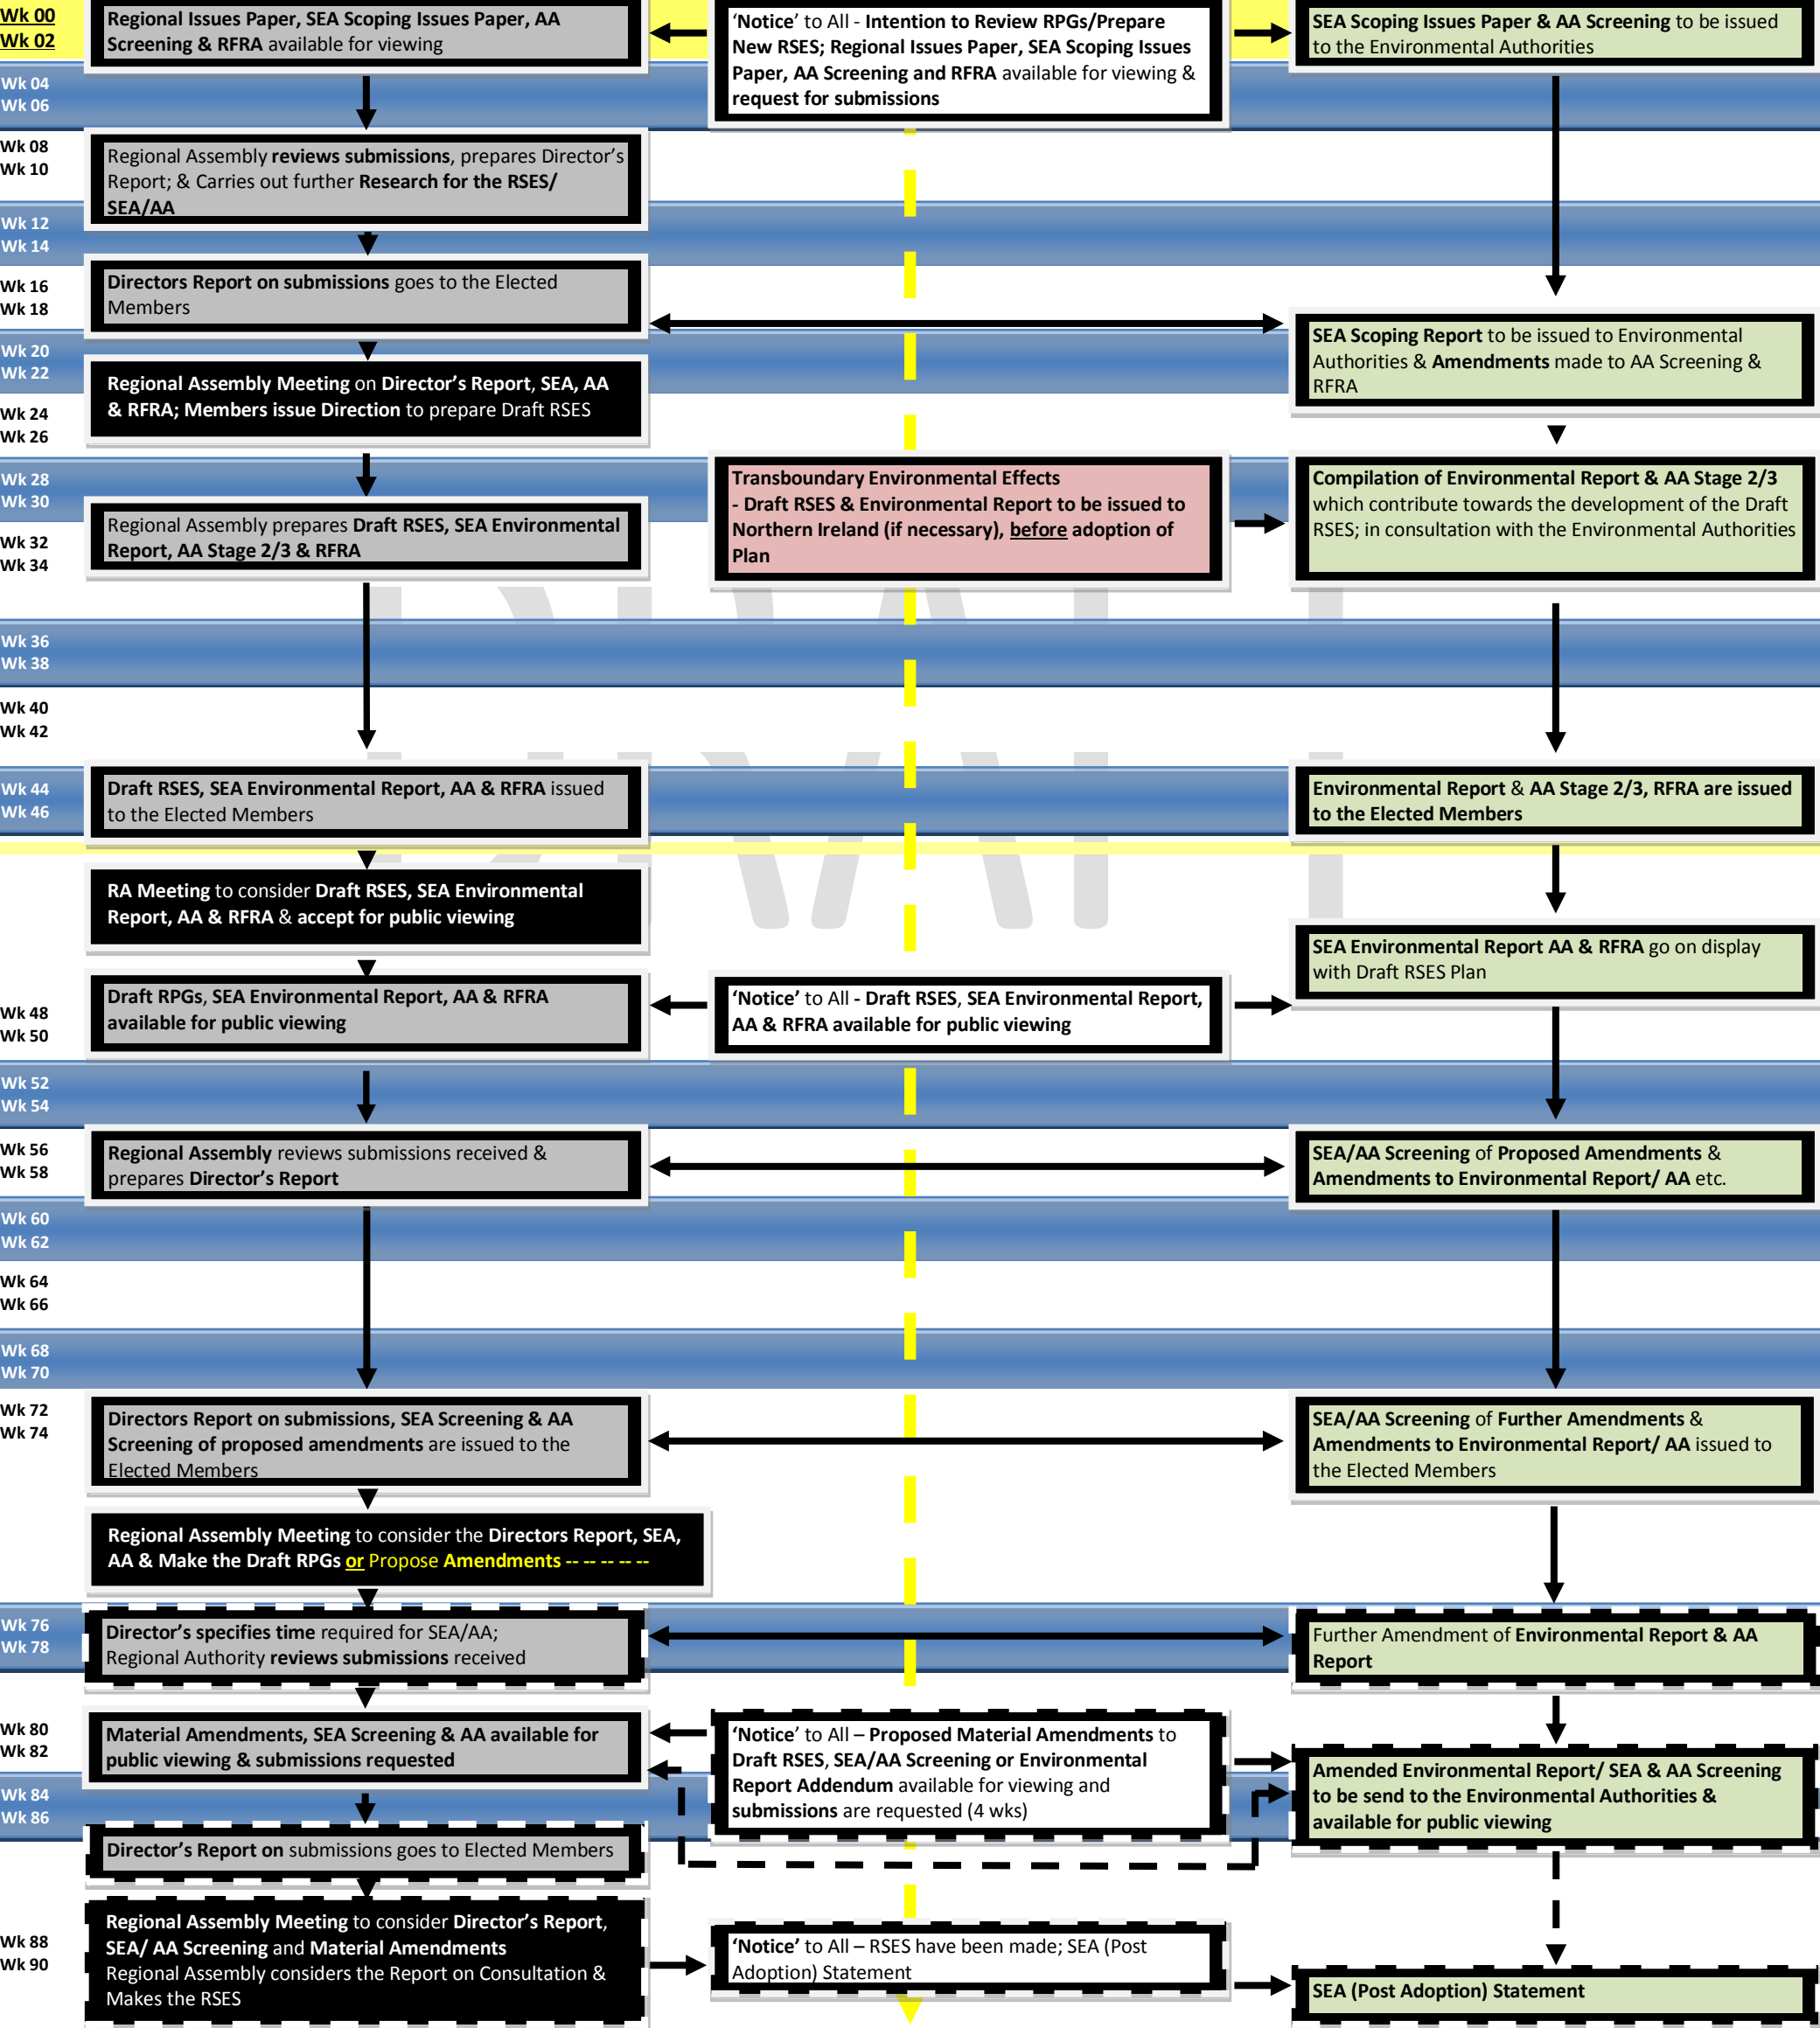 Wk 00
Wk 02
Regional Issues Paper, SEA Scoping Issues Paper, AA
Screening & RFRA available for viewing
‘Notice’ to All - Intention to Review RPGs/Prepare
New RSES; Regional Issues Paper, SEA Scoping Issues
Paper, AA Screening and RFRA available for viewing &
request for submissions
SEA Scoping Issues Paper & AA Screening to be issued
to the Environmental Authorities
Wk 04
Wk 06
Wk 08
Wk 10
Regional Assembly reviews submissions, prepares Director’s
Report; & Carries out further Research for the RSES/
SEA/AA
Wk 12
Wk 14
Wk 16
Wk 18
Directors Report on submissions goes to the Elected
Members
SEA Scoping Report to be issued to Environmental
Authorities & Amendments made to AA Screening &
RFRA
Wk 20
Wk 22
Regional Assembly Meeting on Director’s Report, SEA, AA
& RFRA; Members issue Direction to prepare Draft RSES
Wk 24
Wk 26
Wk 28
Wk 30
Transboundary Environmental Effects
- Draft RSES & Environmental Report to be issued to
Northern Ireland (if necessary), before adoption of
Plan
Compilation of Environmental Report & AA Stage 2/3
which contribute towards the development of the Draft
RSES; in consultation with the Environmental Authorities
Regional Assembly prepares Draft RSES, SEA Environmental
Report, AA Stage 2/3 & RFRA
Wk 32
Wk 34
Wk 36
Wk 38
Wk 40
Wk 42
Wk 44
Wk 46
Draft RSES, SEA Environmental Report, AA & RFRA issued
to the Elected Members
Environmental Report & AA Stage 2/3, RFRA are issued
to the Elected Members
RA Meeting to consider Draft RSES, SEA Environmental
Report, AA & RFRA & accept for public viewing
SEA Environmental Report AA & RFRA go on display
with Draft RSES Plan
Wk 48
Wk 50
Draft RPGs, SEA Environmental Report, AA & RFRA
available for public viewing
‘Notice’ to All - Draft RSES, SEA Environmental Report,
AA & RFRA available for public viewing
Wk 52
Wk 54
Wk 56
Wk 58
Regional Assembly reviews submissions received &
prepares Director’s Report
SEA/AA Screening of Proposed Amendments &
Amendments to Environmental Report/ AA etc.
Wk 60
Wk 62
Wk 64
Wk 66
Wk 68
Wk 70
Wk 72
Wk 74
Directors Report on submissions, SEA Screening & AA
Screening of proposed amendments are issued to the
Elected Members
SEA/AA Screening of Further Amendments &
Amendments to Environmental Report/ AA issued to
the Elected Members
Regional Assembly Meeting to consider the Directors Report, SEA,
AA & Make the Draft RPGs or Propose Amendments -- -- -- -- --
Wk 76
Wk 78
Director’s specifies time required for SEA/AA;
Regional Authority reviews submissions received
Further Amendment of Environmental Report & AA
Report
Wk 80
Wk 82
Material Amendments, SEA Screening & AA available for
public viewing & submissions requested
‘Notice’ to All – Proposed Material Amendments to
Draft RSES, SEA/AA Screening or Environmental
Report Addendum available for viewing and
submissions are requested (4 wks)
Amended Environmental Report/ SEA & AA Screening
to be send to the Environmental Authorities &
available for public viewing
Wk 84
Wk 86
Director’s Report on submissions goes to Elected Members
Wk 88
Wk 90
Regional Assembly Meeting to consider Director’s Report,
SEA/ AA Screening and Material Amendments
Regional Assembly considers the Report on Consultation &
Makes the RSES
‘Notice’ to All – RSES have been made; SEA (Post
Adoption) Statement
SEA (Post Adoption) Statement